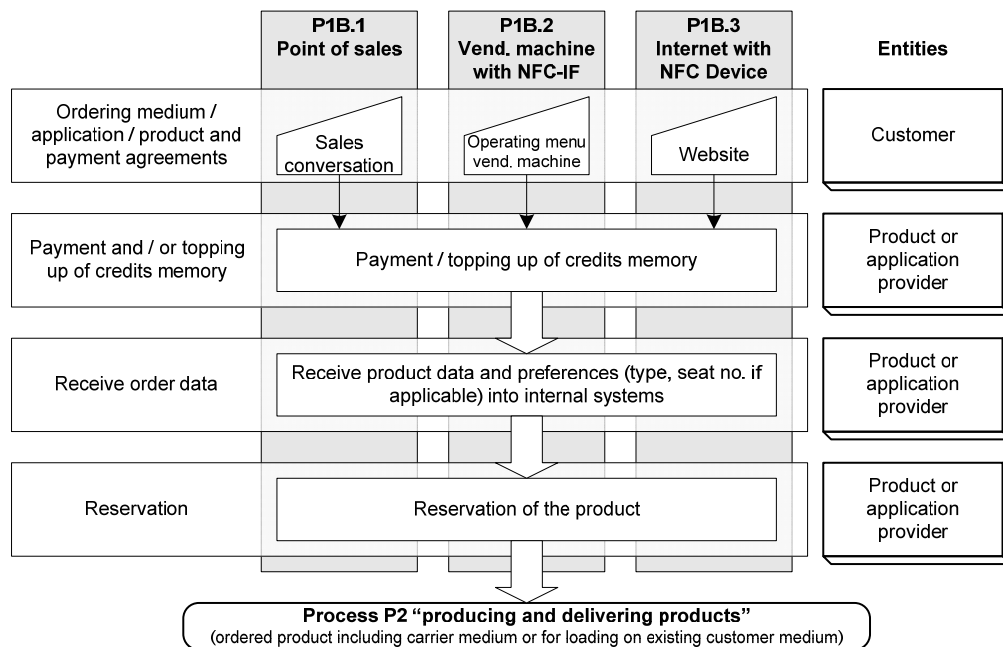 P1B.1
Point of sales
P1B.2
Vend. machine
with NFC-IF
P1B.3
Internet with
NFC Device
Entities
Ordering medium /
application / product and
payment agreements
Sales
conversation
Operating menu
vend. machine
Website
Customer
Payment and / or topping
up of credits memory
Payment / topping up of credits memory
Product or
application
provider
Receive order data
Receive product data and preferences (type, seat no. if
applicable) into internal systems
Product or
application
provider
Reservation
Reservation of the product
Product or
application
provider
Process P2 “producing and delivering products”
(ordered product including carrier medium or for loading on existing customer medium)